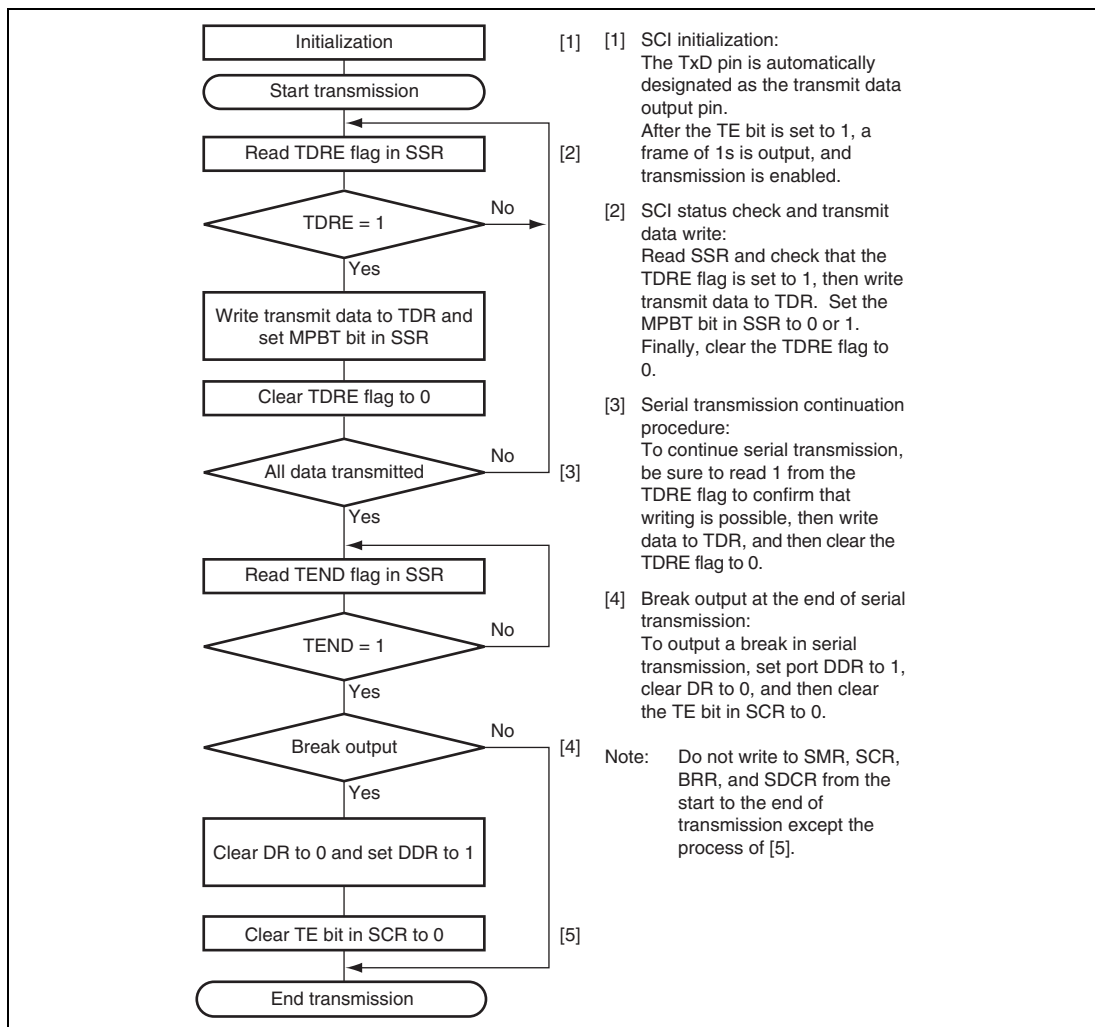 Initialization
[1]
Start transmission
Read TDRE flag in SSR
[2]
TDRE = 1
No
Yes
Write transmit data to TDR and
set MPBT bit in SSR
Clear TDRE flag to 0
All data transmitted
No
[3]
Yes
Read TEND flag in SSR
TEND = 1
No
Yes
Break output
No
[4]
Yes
Clear DR to 0 and set DDR to 1
Clear TE bit in SCR to 0
[5]
End transmission
[1] SCI initialization:
The TxD pin is automatically
designated as the transmit data
output pin.
After the TE bit is set to 1, a
frame of 1s is output, and
transmission is enabled.
[2] SCI status check and transmit
data write:
Read SSR and check that the
TDRE flag is set to 1, then write
transmit data to TDR. Set the
MPBT bit in SSR to 0 or 1.
Finally, clear the TDRE flag to
0.
[3] Serial transmission continuation
procedure:
To continue serial transmission,
be sure to read 1 from the
TDRE flag to confirm that
writing is possible, then write
data to TDR, and then clear the
TDRE flag to 0.
[4] Break output at the end of serial
transmission:
To output a break in serial
transmission, set port DDR to 1,
clear DR to 0, and then clear
the TE bit in SCR to 0.
Note: Do not write to SMR, SCR,
BRR, and SDCR from the
start to the end of
transmission except the
process of [5].